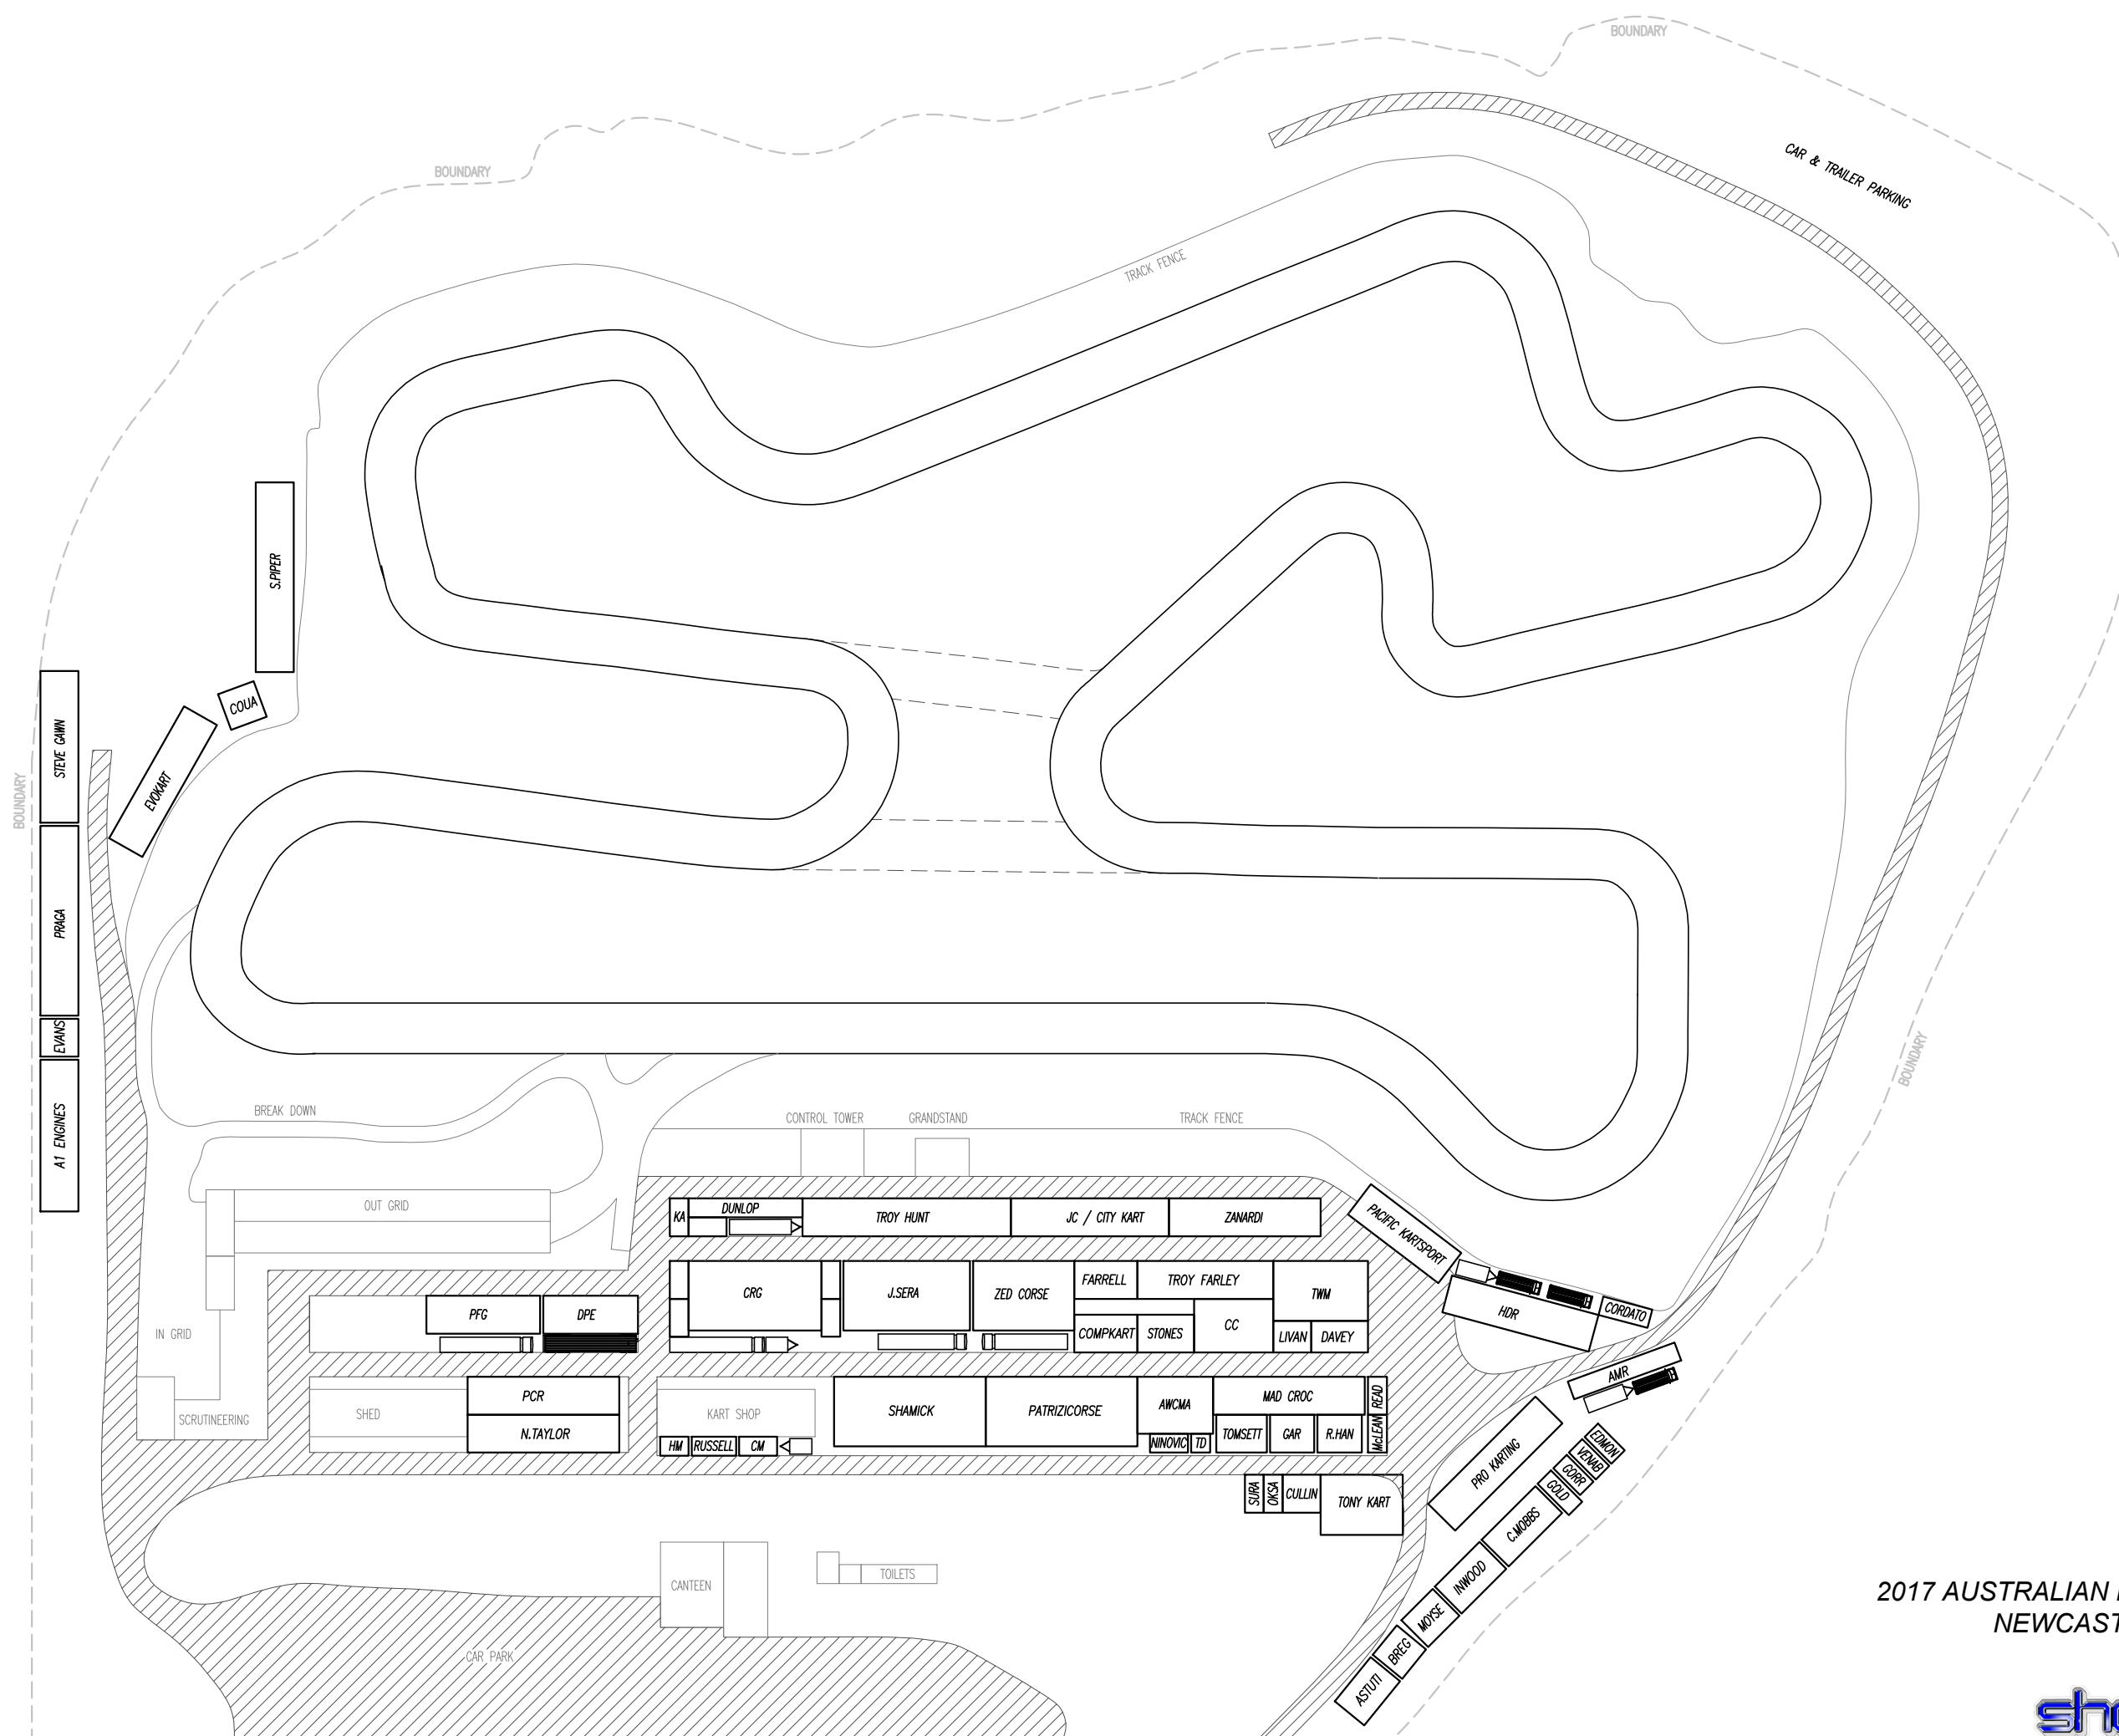 BOUNDARY
BOUNDARY
CAR & TRAILER PARKING
TRACK FENCE
S.PIPER
COUA
STEVE GAWN
EVOKART
BOUNDARY
PRAGA
EVANS
A1 ENGINES
BOUNDARY
BREAK DOWN
CONTROL TOWER
GRANDSTAND
TRACK FENCE
OUT GRID
KA
DUNLOP
TROY HUNT
JC / CITY KART
ZANARDI
PACIFIC KARTSPORT
CRG
J.SERA
ZED CORSE
FARRELL
TROY FARLEY
TWM
HDR
CORDATO
PFG
DPE
IN GRID
COMPKART
STONES
CC
LIVAN
DAVEY
AMR
PCR
N.TAYLOR
SHED
SCRUTINEERING
KART SHOP
HM
RUSSELL
CM
SHAMICK
PATRIZICORSE
AWCMA
NINOVIC
TD
MAD CROC
TOMSETT
GAR
R.HAN
READ
McLEAN
PRO KARTING
EDMON
VENAB
GORR
GOLD
SURA
OKSA
CULLIN
TONY KART
C.MOBBS
INWOOD
MOYSE
BREG
ASTUTI
CANTEEN
TOILETS
CAR PARK
2017 AUSTRALIAN
NEWCAST